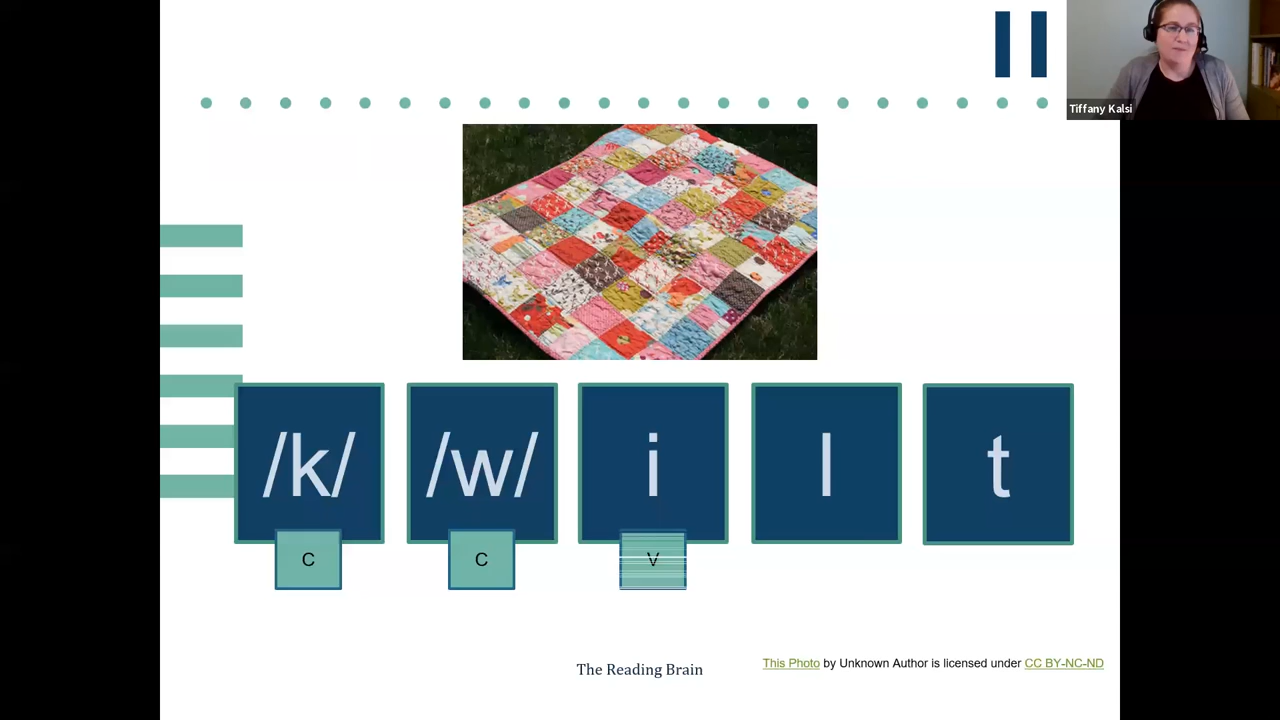 Tiffany Kalsi
/k/ /w/ i l t
C C V
The Reading Brain
This Photo by Unknown Author is licensed under CC BY-NC-ND